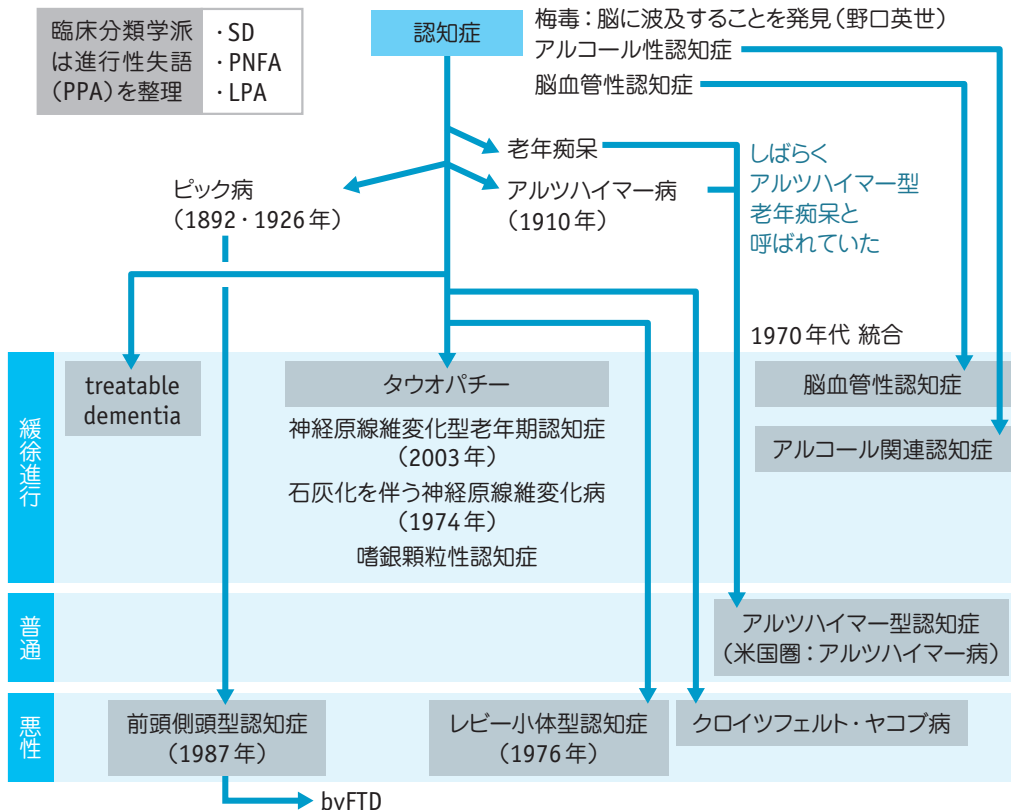 臨床分類学派
は進行性失語
(PPA)を整理
・SD
・PNFA
・LPA
認知症
梅毒：脳に波及することを発見(野口英世)
アルコール性認知症
脳血管性認知症
老年痴呆
アルツハイマー病
(1910年)
しばらく
アルツハイマー型
老年痴呆と
呼ばれていた
ピック病
(1892・1926年)
1970年代 統合
緩徐進行
treatable
dementia
タウオパチー
神経原線維変化型老年期認知症
(2003年)
石灰化を伴う神経原線維変化病
(1974年)
嗜銀顆粒性認知症
脳血管性認知症
アルコール関連認知症
普通
アルツハイマー型認知症
(米国圏：アルツハイマー病)
悪性
前頭側頭型認知症
(1987年)
レビー小体型認知症
(1976年)
クロイツフェルト・ヤコブ病
bvFTD